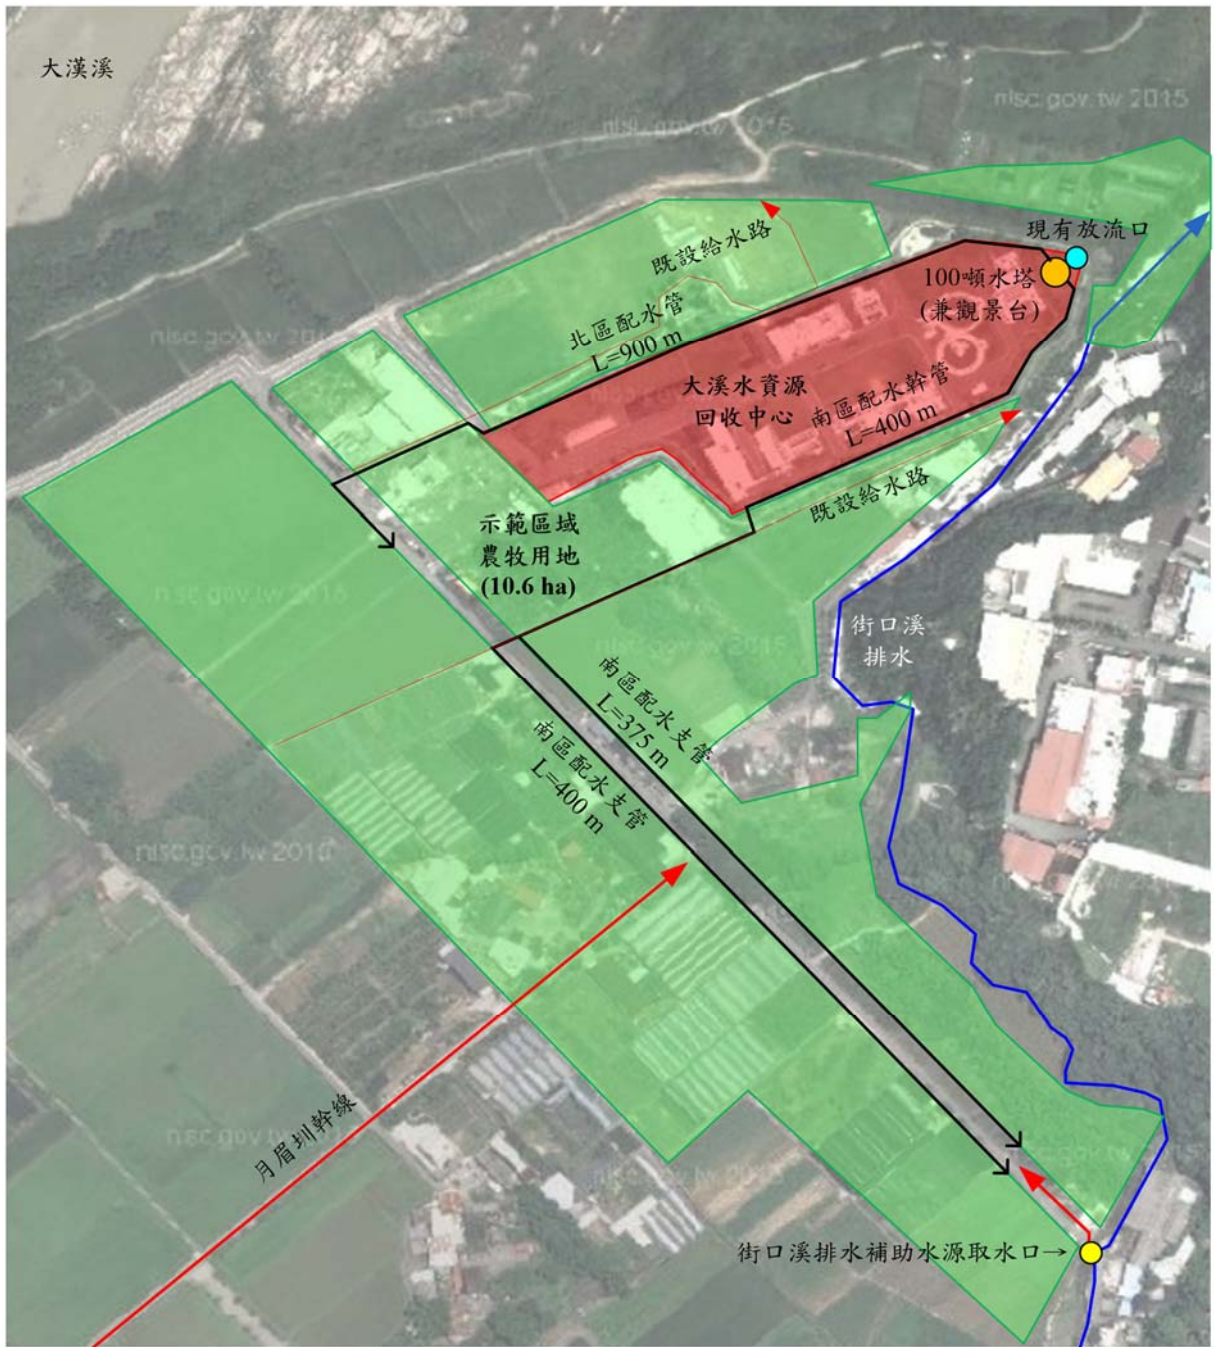 大漢溪
nlsc.gov.tw 2015
現有放流口
既設給水路
100噸水塔
(兼觀景台)
北區配水管
L=900 m
大溪水資源
回收中心
南區配水幹管
L=400 m
既設給水路
示範區域
農牧用地
(10.6 ha)
街口溪
排水
南區配水支管
L=375 m
南區配水支管
L=400 m
月眉圳幹線
街口溪排水補助水源取水口→